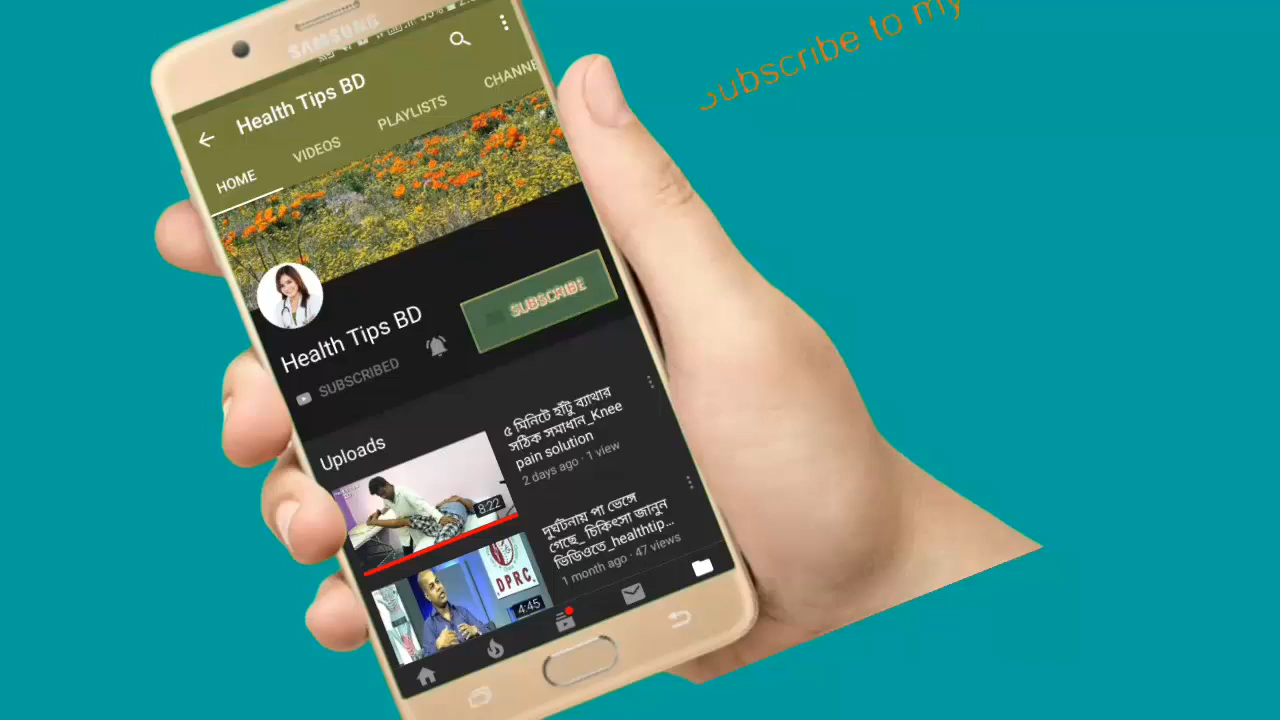 Subscribe to my
SAMSUNG
Health Tips BD
HOME
VIDEOS
PLAYLISTS
CHANNE
Health Tips BD
SUBSCRIBED
SUBSCRIBE
Uploads
৫ মিনিটে হাঁটু ব্যাথার
সঠিক সমাধান_Knee
pain solution
2 days ago · 1 view
8:22
দুর্ঘটনায় পা ভেঙ্গে
গেছে_ চিকিৎসা জানুন
ভিডিওতে_healthtip...
1 month ago · 47 views
DPRC
4:45